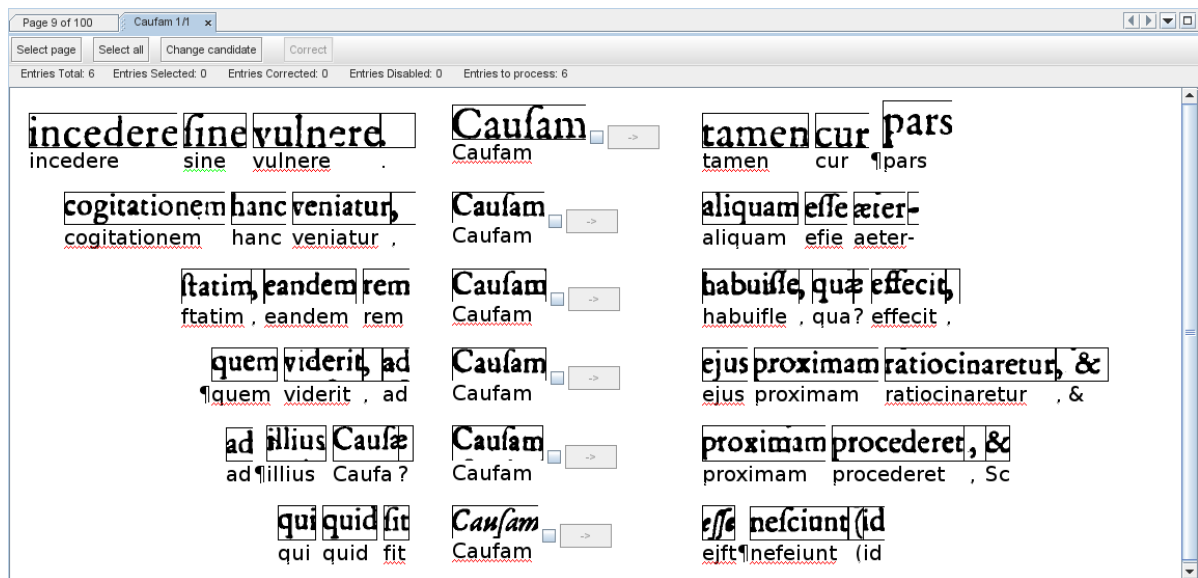 Page 9 of 100 Caufam 1/1 x
Select page Select all Change candidate Correct
Entries Total: 6 Entries Selected: 0 Entries Corrected: 0 Entries Disabled: 0 Entries to process: 6
incedere ſine vulnere. Cauſam -> tamen cur pars
incedere sine vulnere . Caufam tamen cur ¶pars
cogitationem hanc veniatur, Cauſam -> aliquam eſſe æter-
cogitationem hanc veniatur , Caufam aliquam efie aeter-
ſtatim, eandem rem Cauſam -> habuiſſe, quæ effecit,
ftatim , eandem rem Caufam habuifle , qua? effecit ,
quem viderit, ad Cauſam -> ejus proximam ratiocinaretur, &
¶quem viderit , ad Caufam ejus proximam ratiocinaretur , &
ad illius Cauſæ Cauſam -> proximam procederet, &
ad ¶illius Caufa ? Caufam proximam procederet , Sc
qui quid ſit Cauſam -> eſſe neſciunt (id
qui quid fit Caufam ejft¶nefeiunt (id